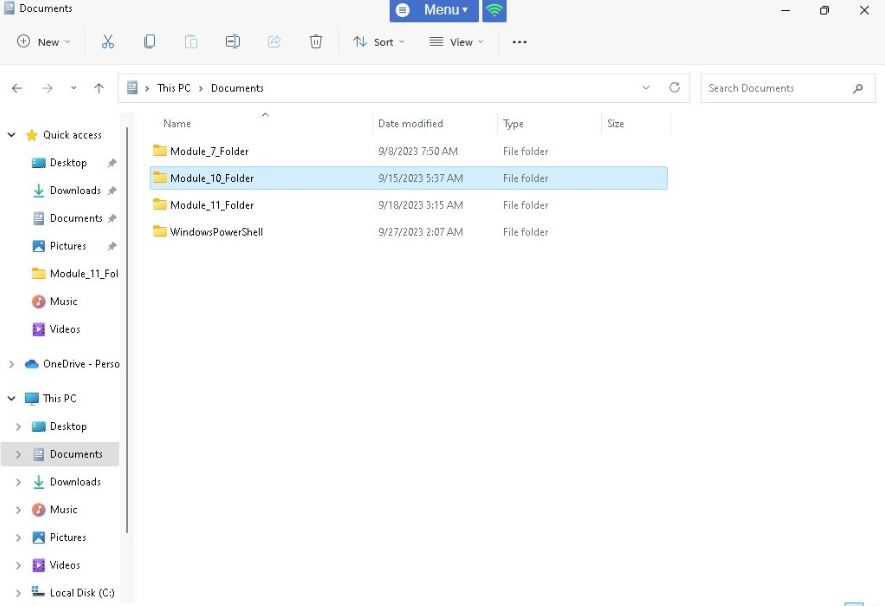 Documents
Menu
New
Sort
View
This PC > Documents
Search Documents
Name Date modified Type Size
Quick access
Desktop
Downloads
Documents
Pictures
Module_11_Fol
Music
Videos
OneDrive - Perso
This PC
Desktop
Documents
Downloads
Music
Pictures
Videos
Local Disk (C:)
Module_7_Folder 9/8/2023 7:50 AM File folder
Module_10_Folder 9/15/2023 5:37 AM File folder
Module_11_Folder 9/18/2023 3:15 AM File folder
WindowsPowerShell 9/27/2023 2:07 AM File folder